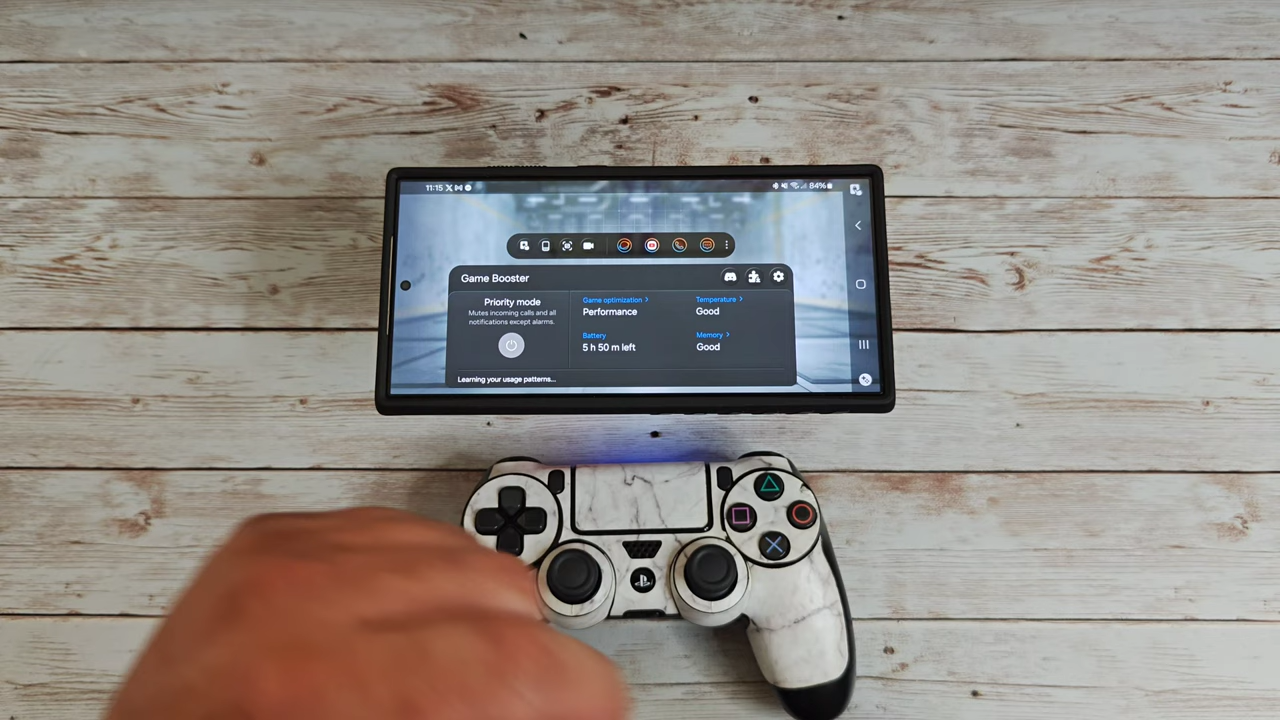 11:15
84%
Game Booster
Priority mode
Mutes incoming calls and all
notifications except alarms.
Game optimization >
Performance
Temperature >
Good
Battery
5 h 50 m left
Memory >
Good
Learning your usage patterns...